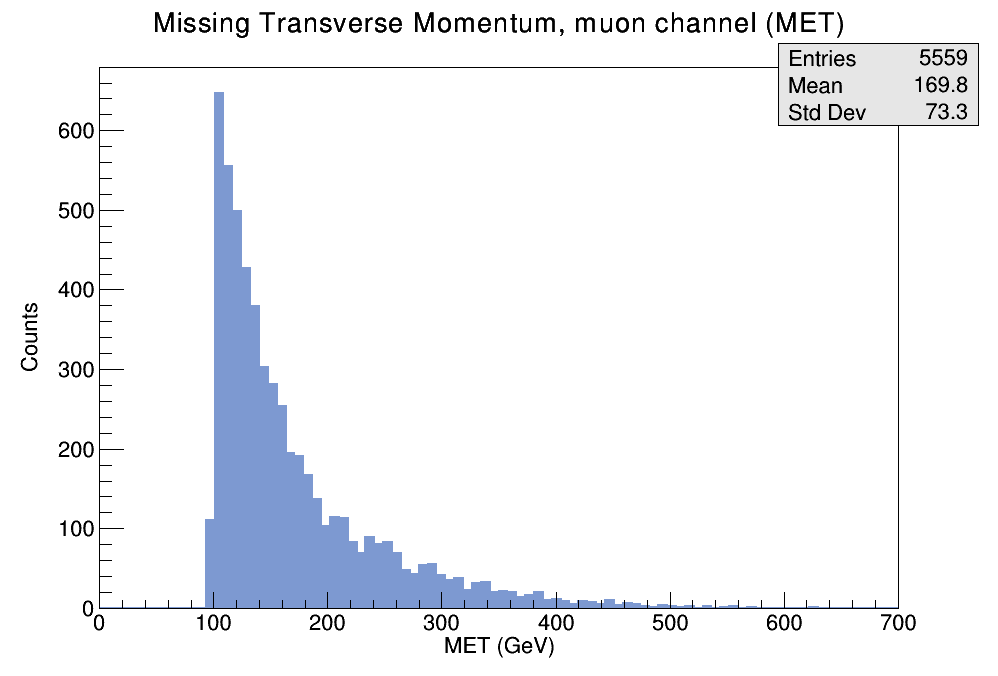 Missing Transverse Momentum, muon channel (MET)
Entries 5559
Mean 169.8
Std Dev 73.3
Counts
600
500
400
300
200
100
0
0 100 200 300 400 500 600 700
MET (GeV)